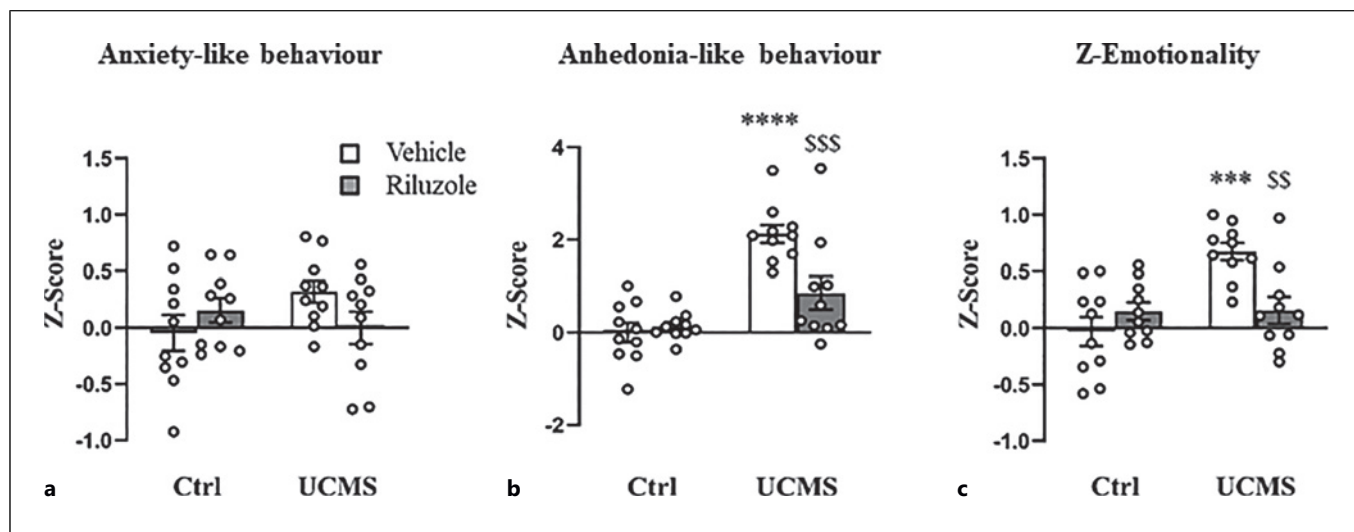 Anxiety-like behaviour
Anhedonia-like behaviour
Z-Emotionality
Vehicle
Riluzole
Z-Score
1.5
1.0
0.5
0.0
-0.5
-1.0
Ctrl
UCMS
a
****
$$$
Z-Score
4
2
0
-2
Ctrl
UCMS
b
***
$$
Z-Score
1.5
1.0
0.5
0.0
-0.5
-1.0
Ctrl
UCMS
c